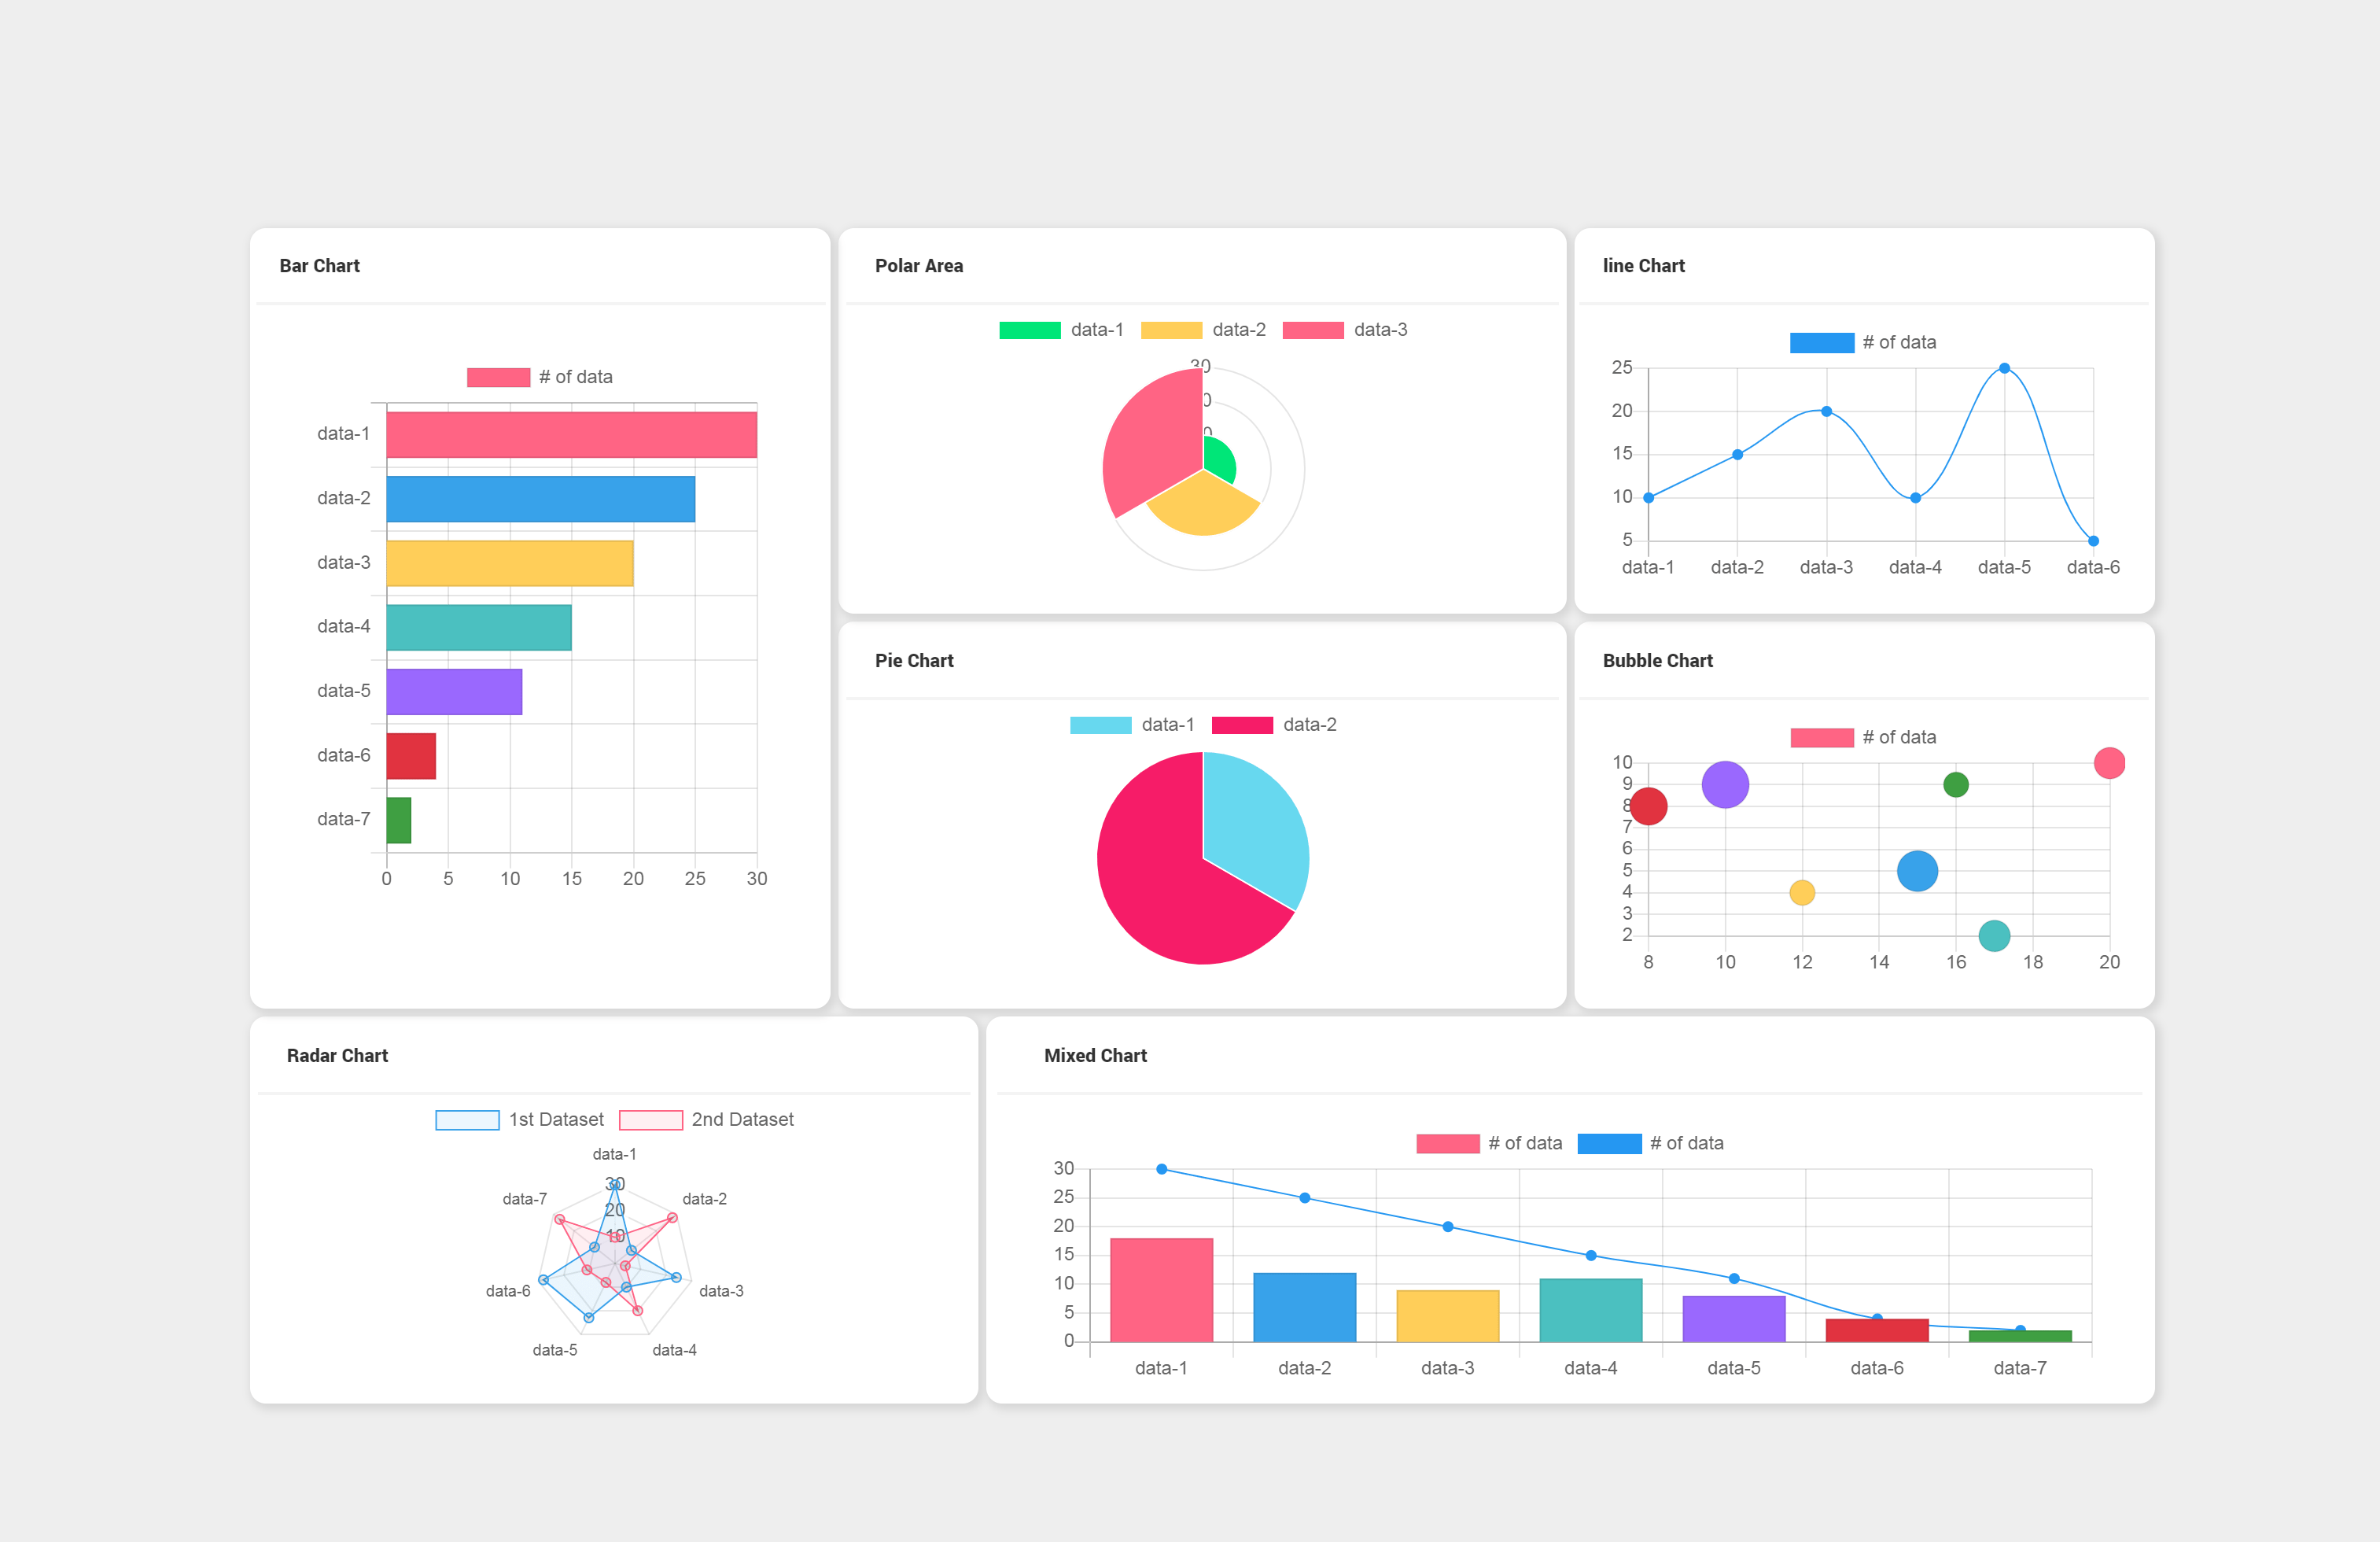 Bar Chart
# of data
data-1
data-2
data-3
data-4
data-5
data-6
data-7
0 5 10 15 20 25 30
Polar Area
data-1 data-2 data-3
30
line Chart
# of data
25
20
15
10
5
data-1 data-2 data-3 data-4 data-5 data-6
Pie Chart
data-1 data-2
Bubble Chart
# of data
10
9
8
7
6
5
4
3
2
8 10 12 14 16 18 20
Radar Chart
1st Dataset 2nd Dataset
data-1
data-7 data-2
30
20
10
data-6 data-3
data-5 data-4
Mixed Chart
# of data # of data
30
25
20
15
10
5
0
data-1 data-2 data-3 data-4 data-5 data-6 data-7